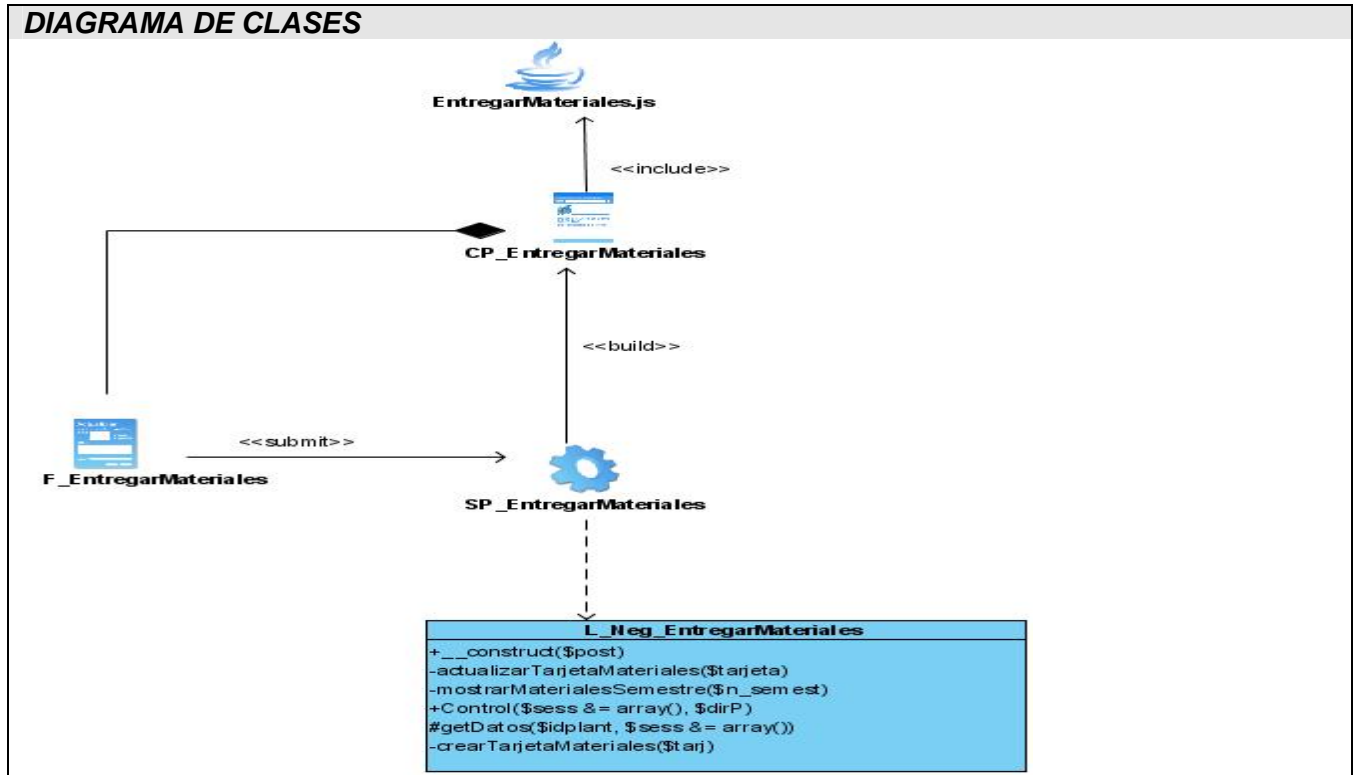 DIAGRAMA DE CLASES
EntregarMateriales.js
<<include>>
CP_EntregarMateriales
<<build>>
<<submit>>
F_EntregarMateriales
SP_EntregarMateriales
L_Neg_EntregarMateriales
+__construct($post)
-actualizarTarjetaMateriales($tarjeta)
-mostrarMaterialesSemestre($n_semest)
+Control($sess &= array(), $dirP)
#getDatos($idplant, $sess &= array())
-crearTarjetaMateriales($tarj)